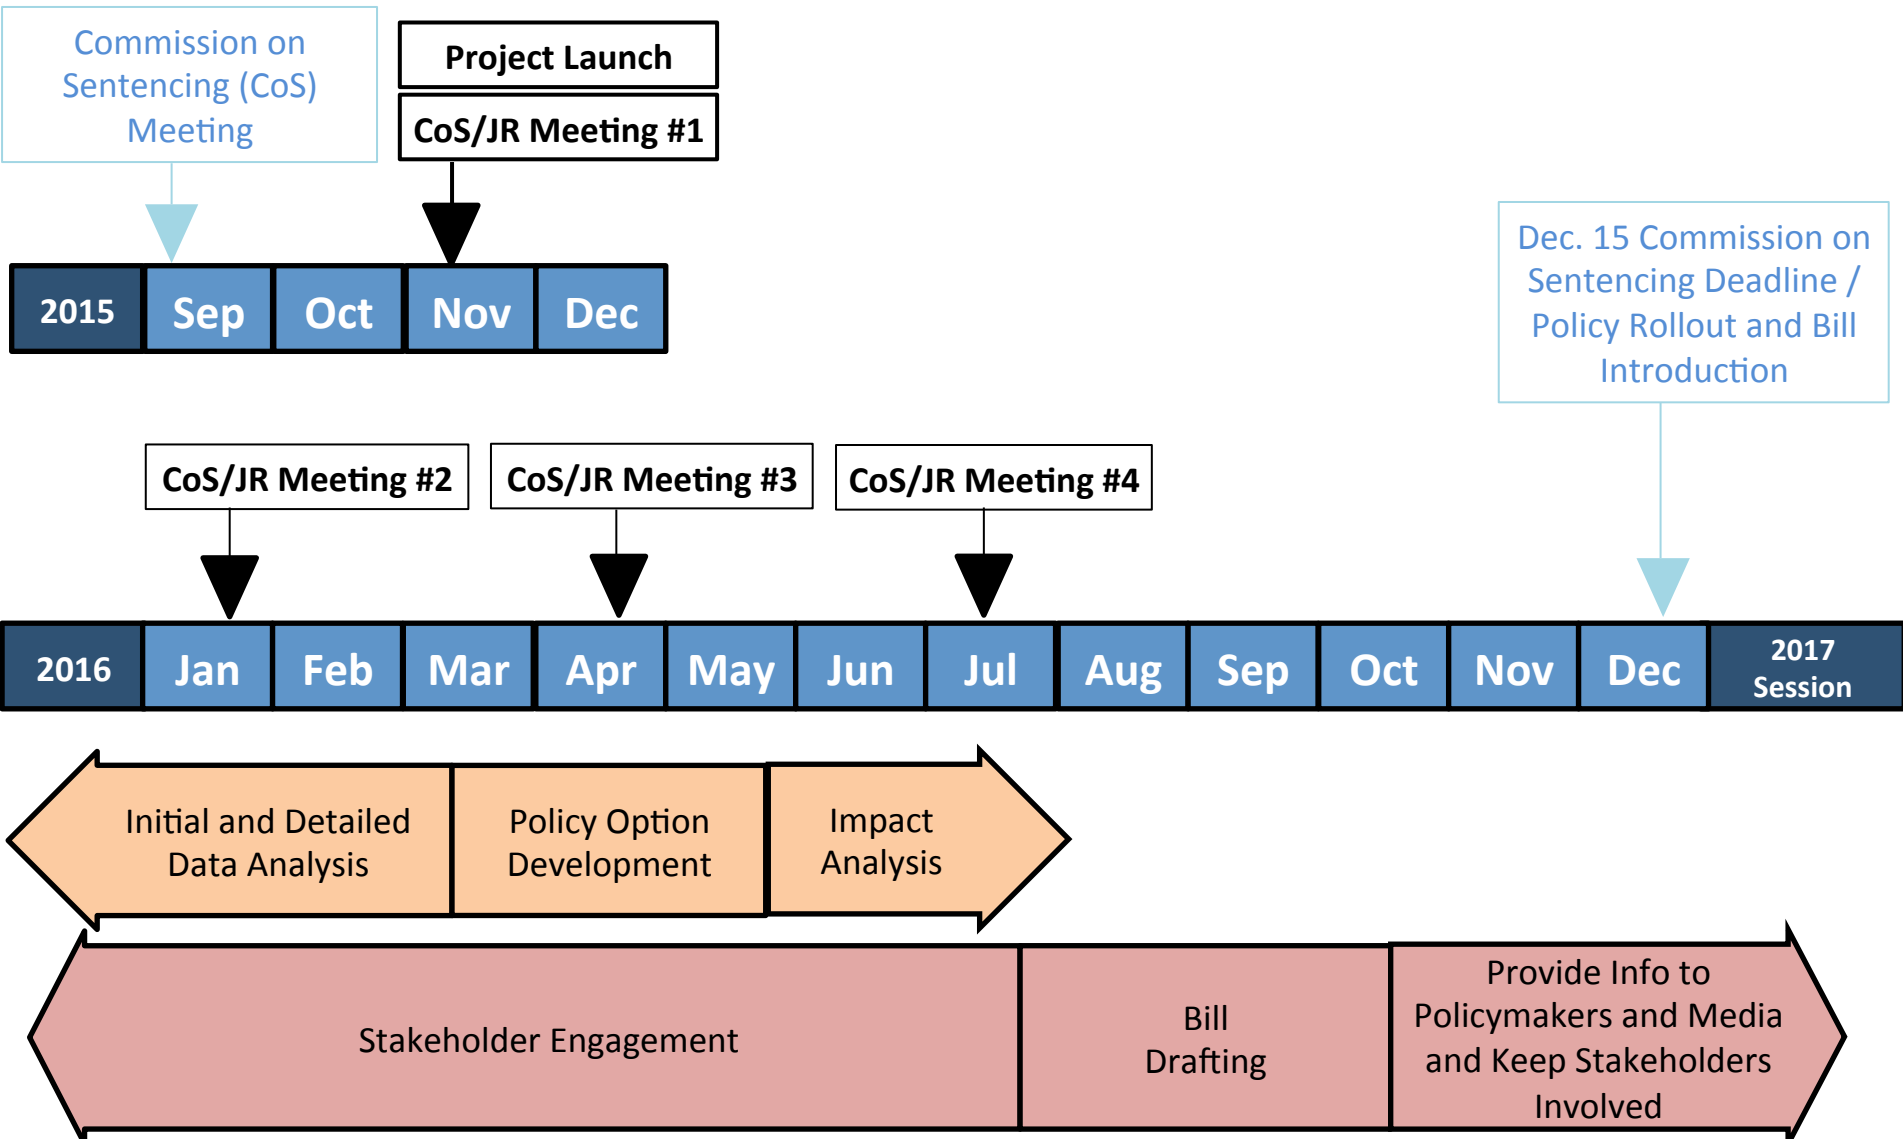 Commission on
Sentencing (CoS)
Meeting
Project Launch
CoS/JR Meeting #1
2015 Sep Oct Nov Dec
Dec. 15 Commission on
Sentencing Deadline /
Policy Rollout and Bill
Introduction
CoS/JR Meeting #2
CoS/JR Meeting #3
CoS/JR Meeting #4
2016 Jan Feb Mar Apr May Jun Jul Aug Sep Oct Nov Dec
2017
Session
Initial and Detailed
Data Analysis
Policy Option
Development
Impact
Analysis
Stakeholder Engagement
Bill
Drafting
Provide Info to
Policymakers and Media
and Keep Stakeholders
Involved